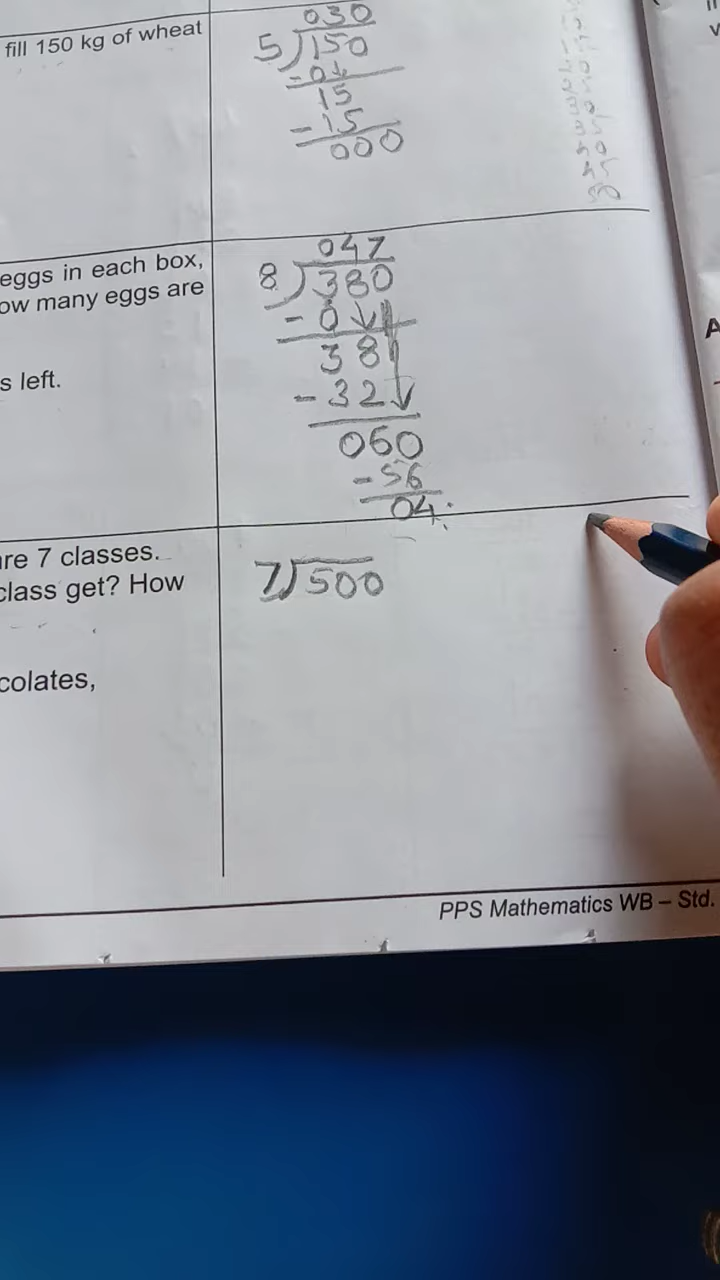 fill 150 kg of wheat
030
5)150
-0↓
15
-15
000
eggs in each box,
ow many eggs are
s left.
047
8)380
-0↓
38
-32↓
060
-56
04
re 7 classes.
class get? How
colates,
7)500
PPS Mathematics WB – Std.